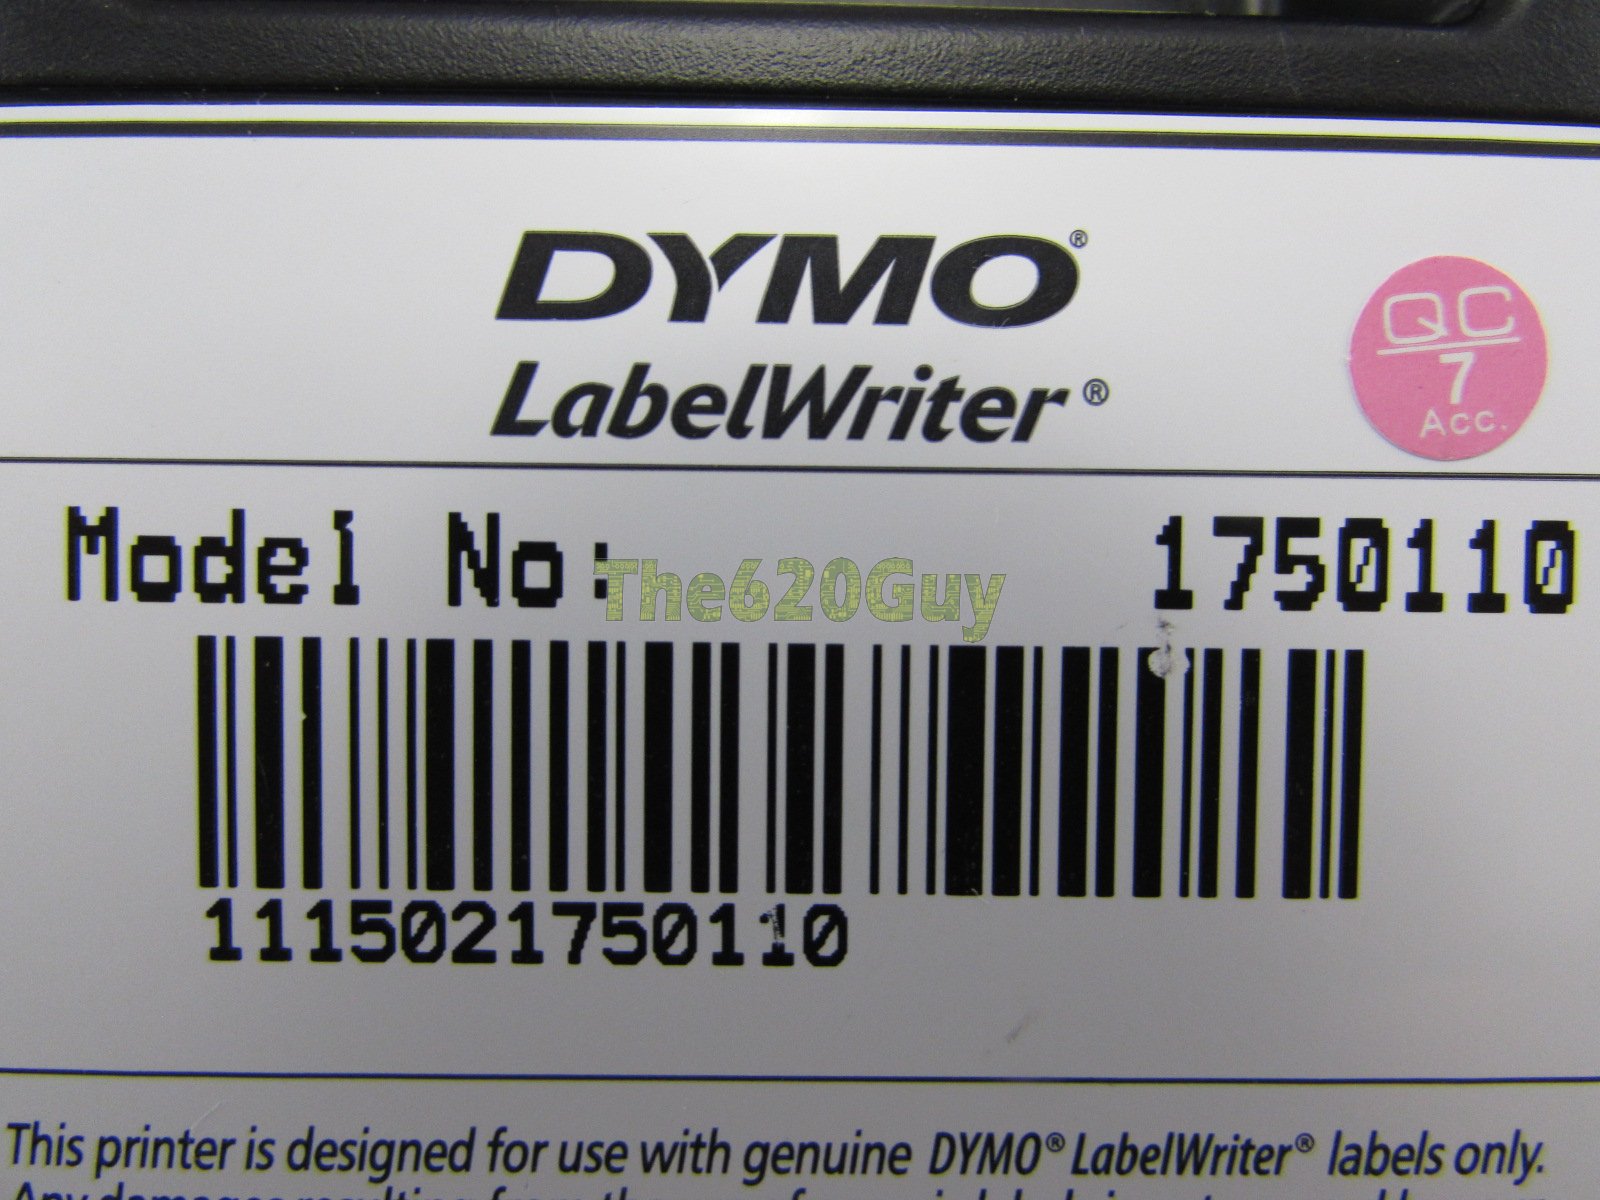 DYMO®
LabelWriter®
QC
7
Acc.
Model No: 1750110
The620Guy
1115021750110
This printer is designed for use with genuine DYMO® LabelWriter® labels only.